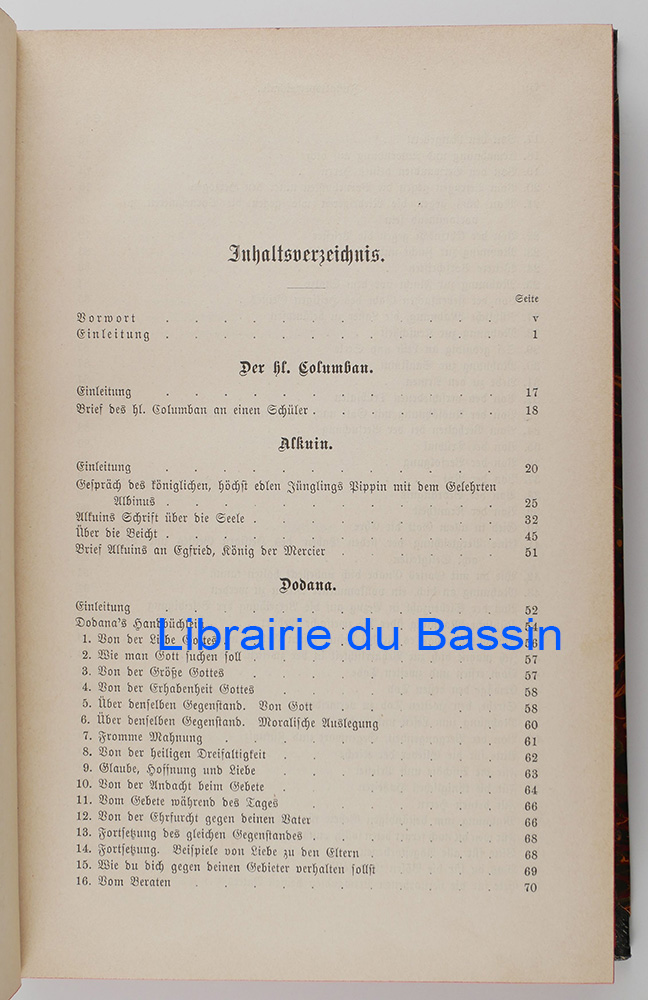 Inhaltsverzeichnis.
Seite
Vorwort . . . . . . . . . . . . V
Einleitung . . . . . . . . . . . . 1
Der hl. Columban.
Einleitung . . . . . . . . . . . . 17
Brief des hl. Columban an einen Schüler . . . . . . . 18
Alkuin.
Einleitung . . . . . . . . . . . . 20
Gespräch des königlichen, höchst edlen Jünglings Pippin mit dem Gelehrten
Albinus . . . . . . . . . . . . 25
Alkuins Schrift über die Seele . . . . . . . . . 32
Über die Beicht . . . . . . . . . . . . 45
Brief Alkuins an Egfried, König der Mercier . . . . . 51
Dodana.
Einleitung . . . . . . . . . . . . 52
Dodana's Handbüchlein . . . . . . . . . . 54
Librairie du Bassin
1. Von der Liebe Gottes . . . . . . . . . . 56
2. Wie man Gott suchen soll . . . . . . . . . 57
3. Von der Größe Gottes . . . . . . . . . . 57
4. Von der Erhabenheit Gottes . . . . . . . . 58
5. Über denselben Gegenstand. Von Gott . . . . . . 58
6. Über denselben Gegenstand. Moralische Auslegung . . 60
7. Fromme Mahnung . . . . . . . . . . . 61
8. Von der heiligen Dreifaltigkeit . . . . . . . . 62
9. Glaube, Hoffnung und Liebe . . . . . . . . 63
10. Von der Andacht beim Gebete . . . . . . . . 64
11. Vom Gebete während des Tages . . . . . . . 66
12. Von der Ehrfurcht gegen deinen Vater . . . . . . 66
13. Fortsetzung des gleichen Gegenstandes . . . . . . 68
14. Fortsetzung. Beispiele von Liebe zu den Eltern . . . . 68
15. Wie du dich gegen deinen Gebieter verhalten sollst . . . 69
16. Vom Beraten . . . . . . . . . . . 70